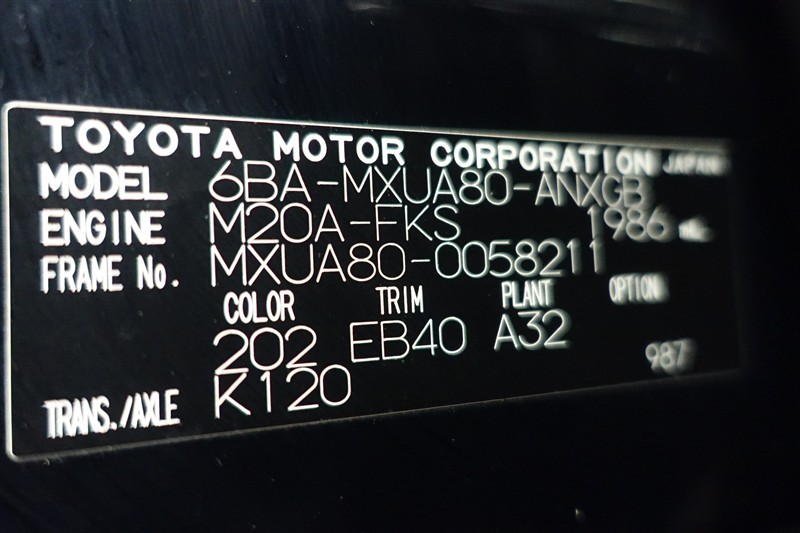 TOYOTA MOTOR CORPORATION JAPAN
MODEL 6BA-MXUA80-ANXGB
ENGINE M20A-FKS 1986 mL
FRAME No. MXUA80-0058211
COLOR TRIM PLANT OPTION
202 EB40 A32 987
TRANS./AXLE K120